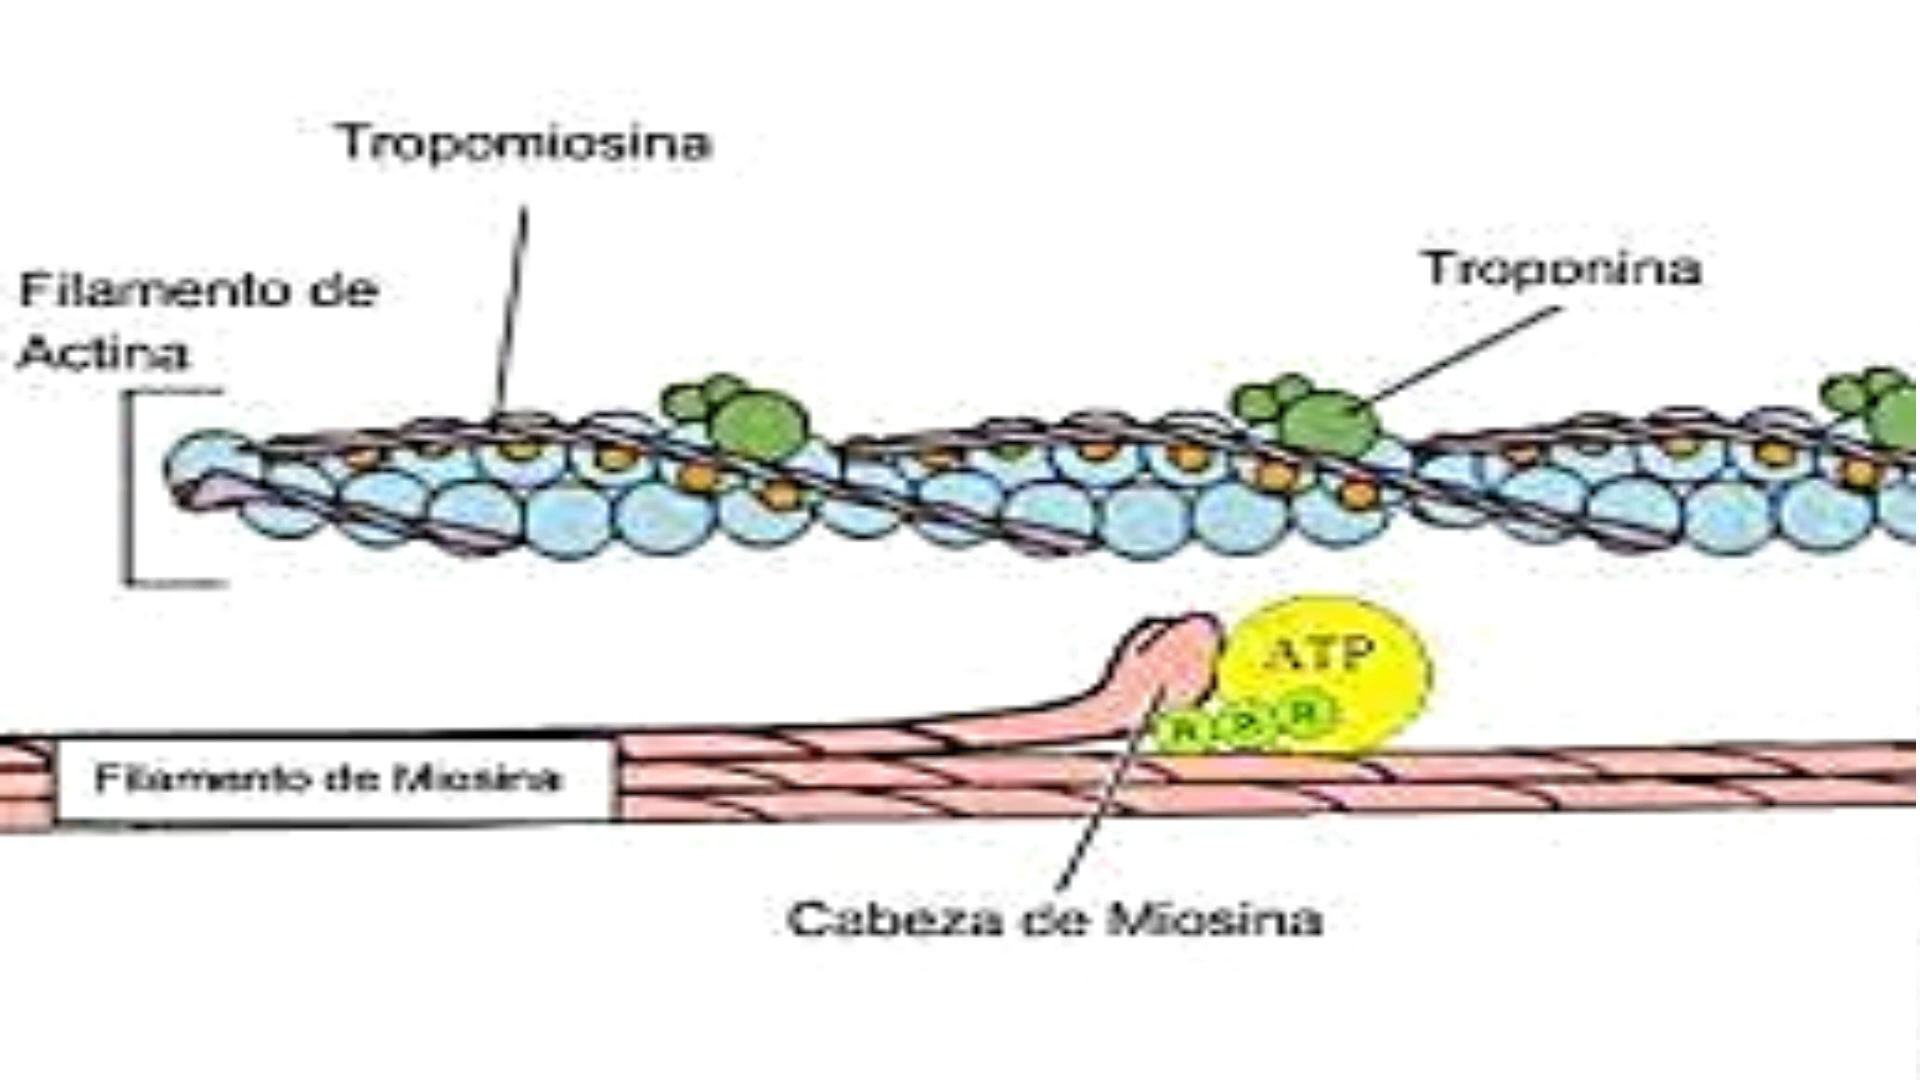 Tropomiosina
Troponina
Filamento de
Actina
ATP
Filamento de Miosina
Cabeza de Miosina